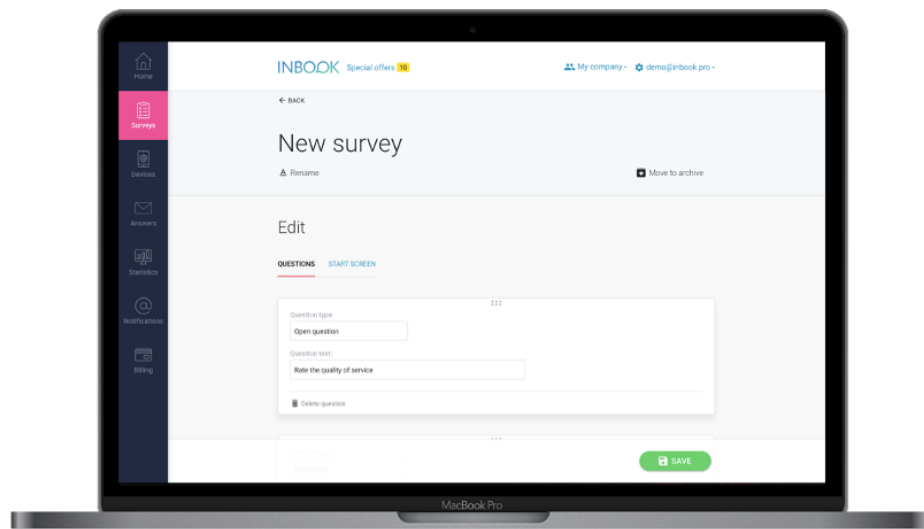 Home
Surveys
Devices
Answers
Statistics
Notifications
Billing
INBOOK Special offers 10
My company
demo@inbook.pro
← BACK
New survey
Rename
Move to archive
Edit
QUESTIONS START SCREEN
Question type:
Open question
Question text:
Rate the quality of service
Delete question
SAVE
MacBook Pro